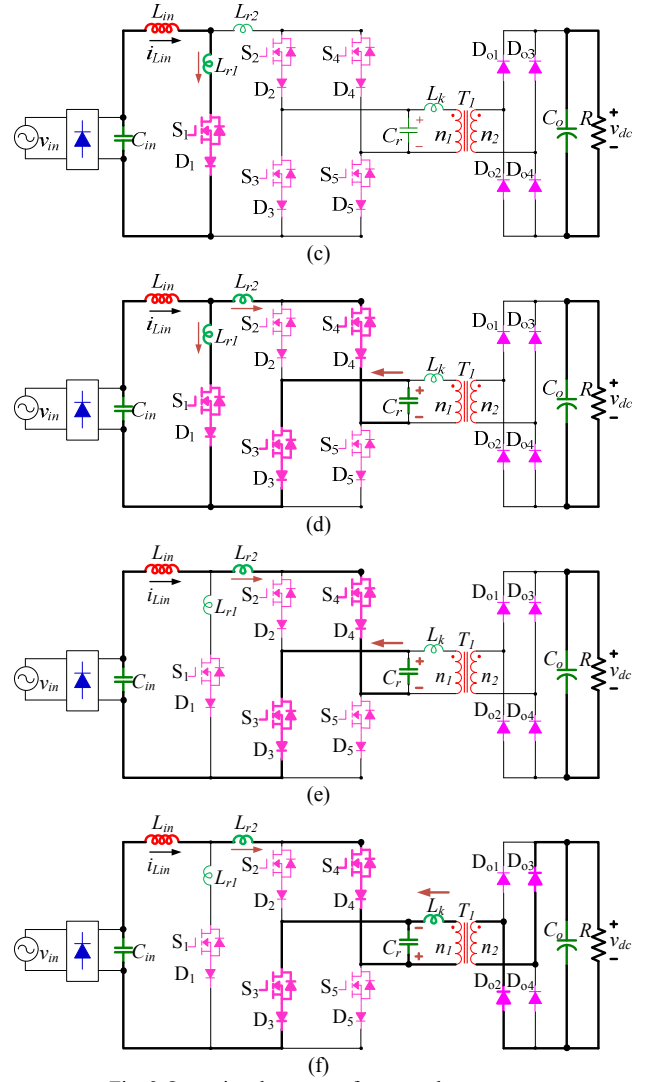 L_in L_r2
i_Lin L_r1 S_2 S_4 D_o1 D_o3
D_2 D_4 L_k T_1
v_in C_in S_1 + C_r - n_1 n_2 C_o R + v_dc -
D_1 S_3 S_5 D_o2 D_o4
D_3 D_5
(c)
L_in L_r2
i_Lin L_r1 S_2 S_4 D_o1 D_o3
D_2 D_4 L_k T_1
v_in C_in S_1 + C_r - n_1 n_2 C_o R + v_dc -
D_1 S_3 S_5 D_o2 D_o4
D_3 D_5
(d)
L_in L_r2
i_Lin L_r1 S_2 S_4 D_o1 D_o3
D_2 D_4 L_k T_1
v_in C_in S_1 + C_r - n_1 n_2 C_o R + v_dc -
D_1 S_3 S_5 D_o2 D_o4
D_3 D_5
(e)
L_in L_r2
i_Lin L_r1 S_2 S_4 D_o1 D_o3
D_2 D_4 L_k T_1
v_in C_in S_1 - C_r + n_1 n_2 C_o R + v_dc -
D_1 S_3 S_5 D_o2 D_o4
D_3 D_5
(f)